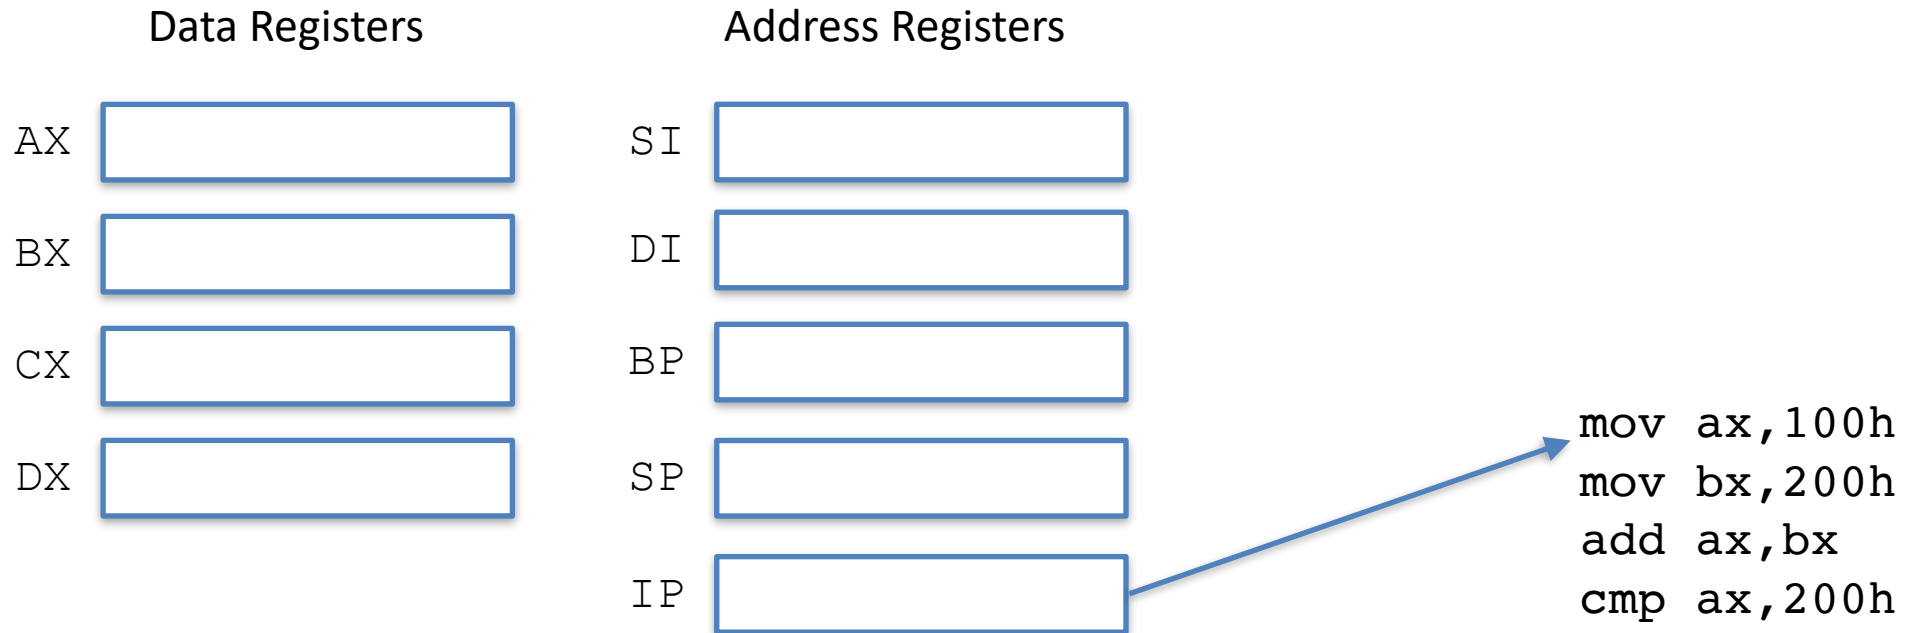 Data Registers
Address Registers
AX
BX
CX
DX
SI
DI
BP
SP
IP
mov ax,100h
mov bx,200h
add ax,bx
cmp ax,200h